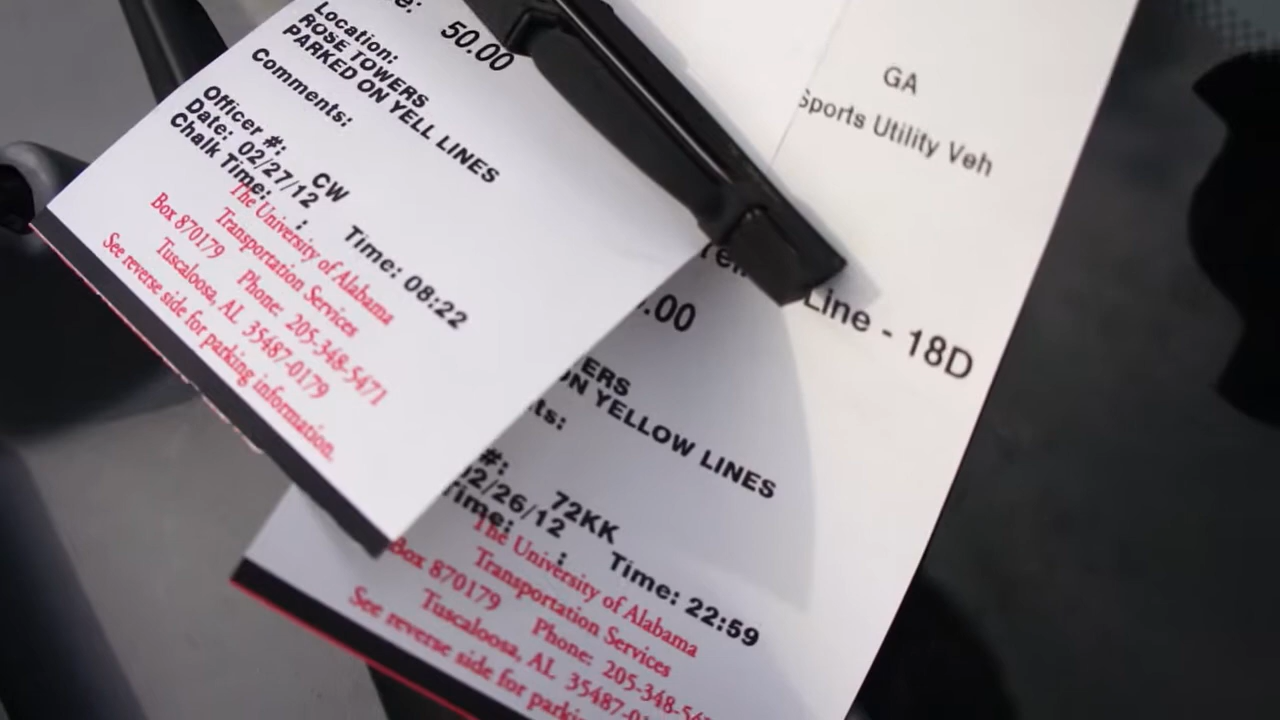 50.00
Location:
ROSE TOWERS
PARKED ON YELL LINES
Comments:
Officer #: CW
Date: 02/27/12 Time: 08:22
Chalk Time: :
The University of Alabama
Transportation Services
Box 870179 Phone: 205-348-5471
Tuscaloosa, AL 35487-0179
See reverse side for parking information.
GA
Sports Utility Veh
Line - 18D
.00
ERS
ON YELLOW LINES
ts:
#: 72KK
2/26/12 Time: 22:59
Time: :
The University of Alabama
Transportation Services
Box 870179 Phone: 205-348-54
Tuscaloosa, AL 35487-01
See reverse side for parkin